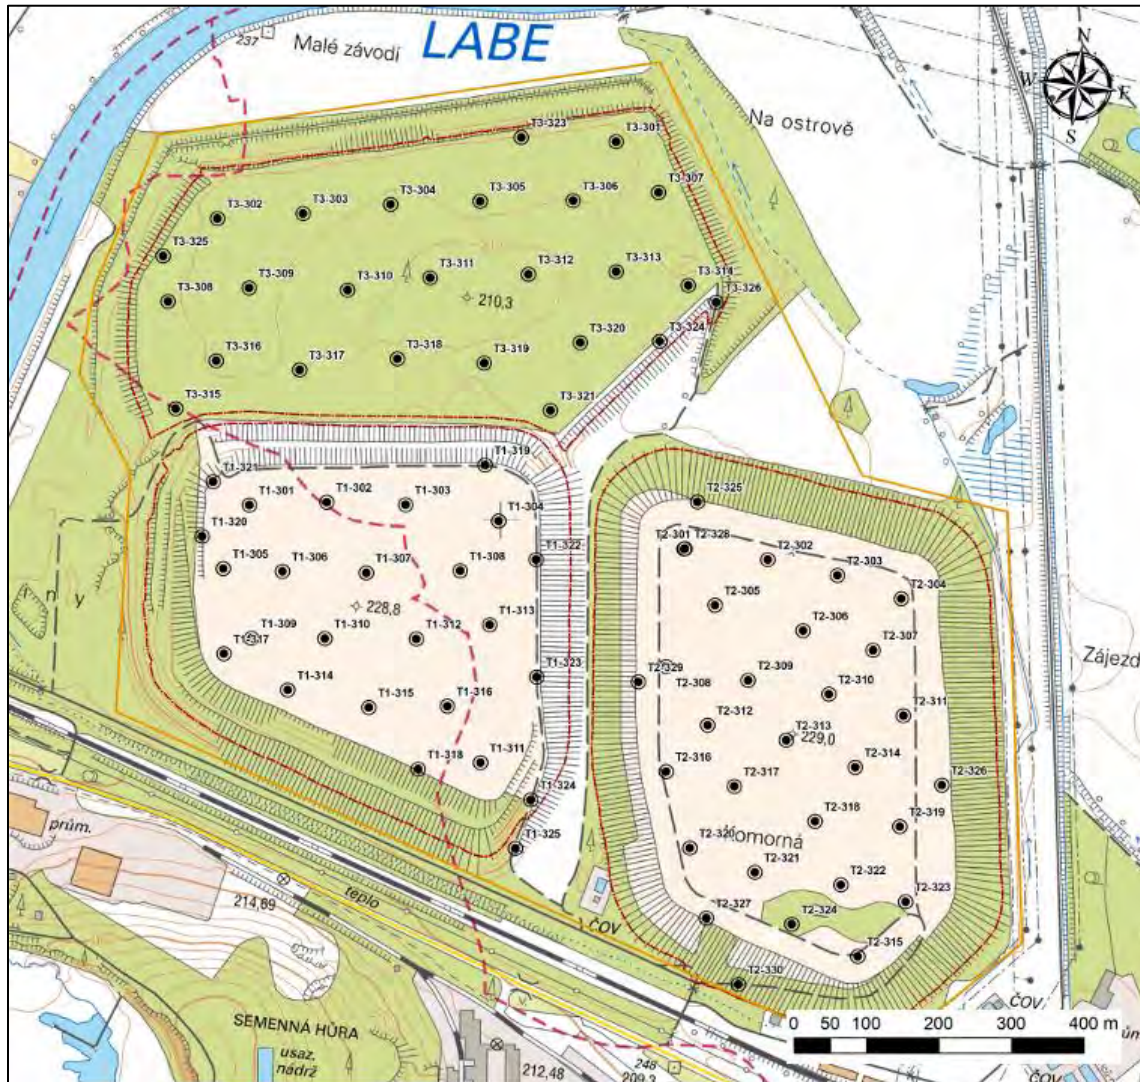 237
Malé závodí
LABE
N
W
E
S
Na ostrově
T3-323
T3-301
T3-302
T3-303
T3-304
T3-305
T3-306
T3-307
T3-325
T3-308
T3-309
T3-310
T3-311
T3-312
T3-313
T3-314
T3-326
210,3
T3-316
T3-317
T3-318
T3-319
T3-320
T3-324
T3-315
T3-321
T1-319
T1-321
T1-301
T1-302
T1-303
T1-304
T1-320
T1-322
T1-305
T1-306
T1-307
T1-308
228,8
T1-309
T1-310
T1-312
T1-313
T1-317
T1-314
T1-315
T1-316
T1-323
T1-318
T1-311
T1-324
T1-325
T2-325
T2-301
T2-328
T2-302
T2-303
T2-304
T2-305
T2-306
T2-307
T2-329
T2-308
T2-309
T2-310
T2-311
T2-312
T2-313
229,0
T2-314
T2-316
T2-317
T2-326
T2-318
T2-319
Komorná
T2-320
T2-321
T2-322
T2-323
T2-327
T2-324
T2-315
T2-330
Zájezd
i n y
prům.
214,69
teplo
ČOV
SEMENNÁ HŮRA
usaz.
nádrž
212,48
248
209,3
ČOV
ům.
ČOV
0 50 100 200 300 400 m